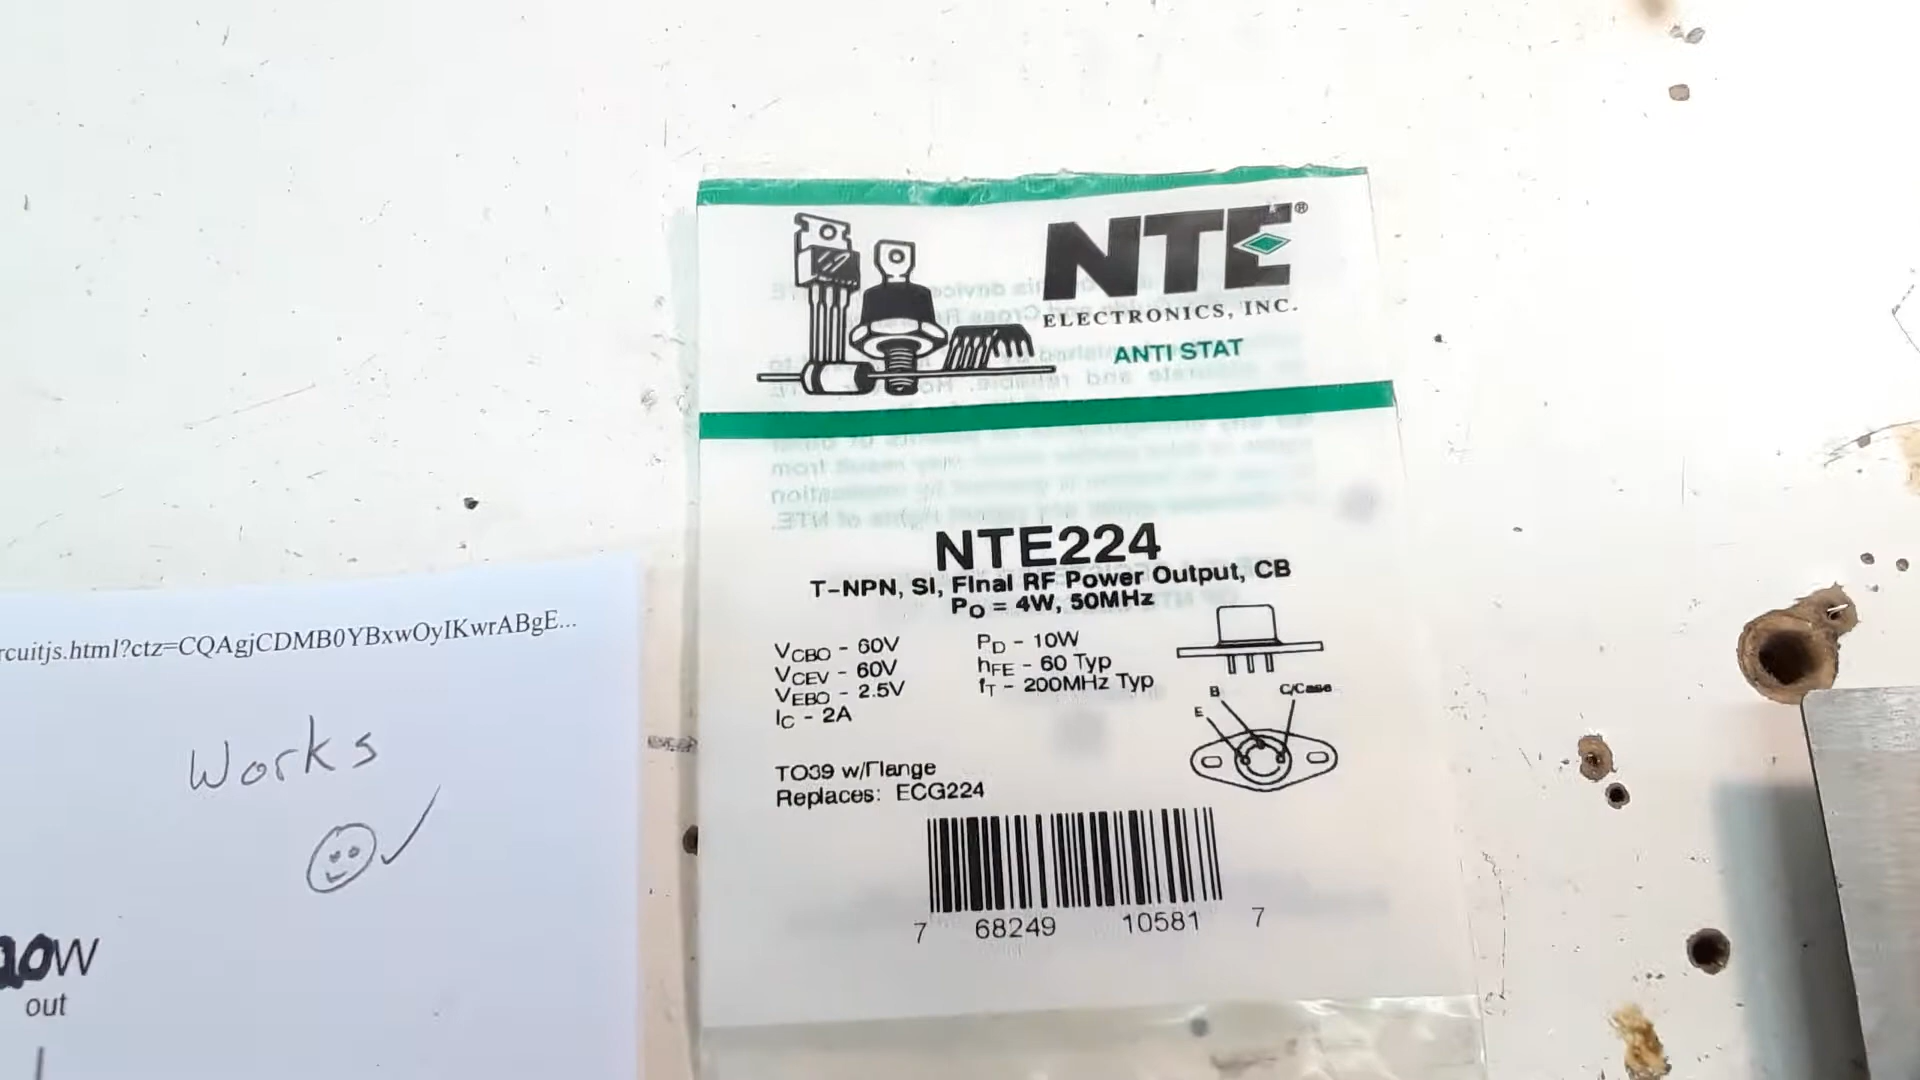 NTE®
ELECTRONICS, INC.
ANTI STAT
NTE224
T-NPN, SI, Final RF Power Output, CB
PO = 4W, 50MHz
VCBO - 60V
VCEV - 60V
VEBO - 2.5V
IC - 2A
PD - 10W
hFE - 60 Typ
fT - 200MHz Typ
B
C/Case
E
TO39 w/Flange
Replaces: ECG224
7 68249 10581 7
rcuitjs.html?ctz=CQAgjCDMB0YBxwOyIKwrABgE...
Works
out